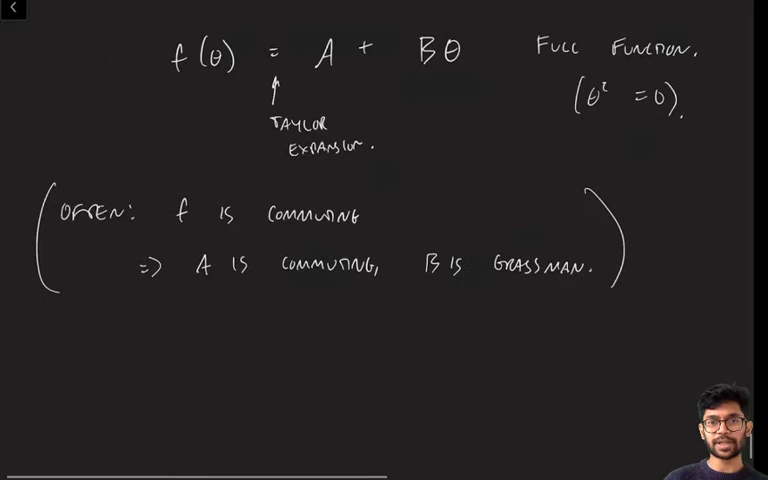 f(θ) = A + Bθ FULL FUNCTION.
(θ² = 0).
↑
TAYLOR
EXPANSION.
(OFTEN: f IS COMMUTING
=> A IS COMMUTING, B IS GRASSMAN.)